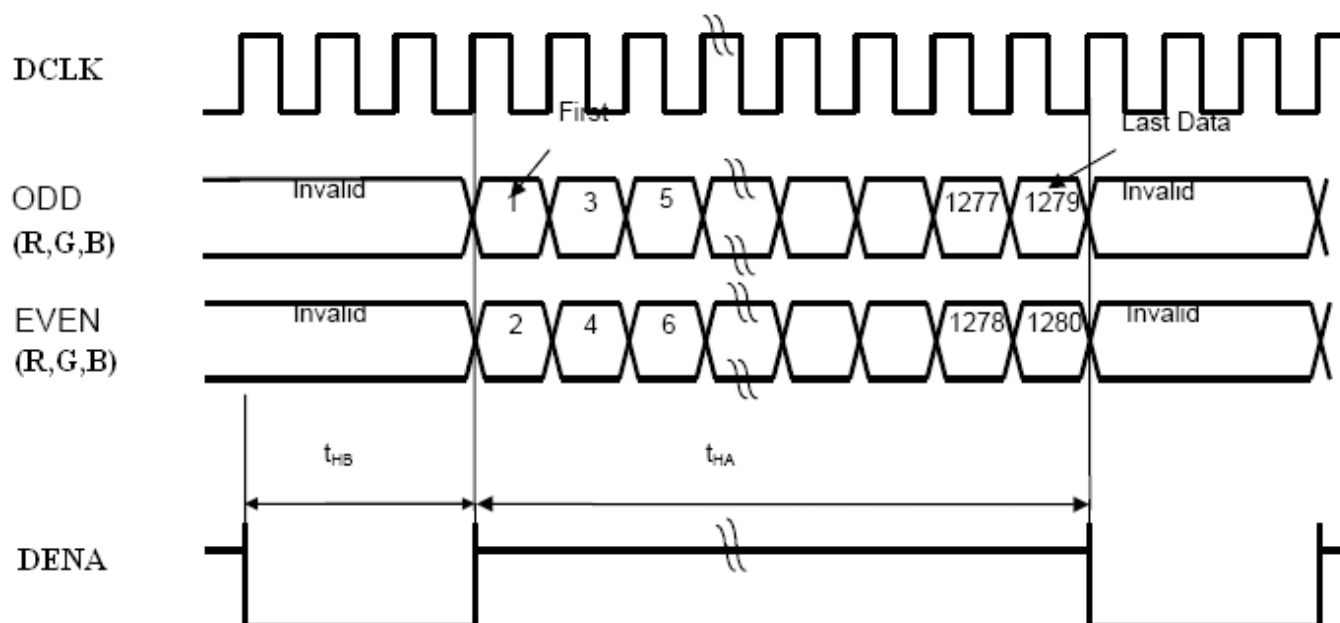 DCLK
First
Last Data
ODD
(R,G,B)
Invalid
1
3
5
1277
1279
Invalid
EVEN
(R,G,B)
Invalid
2
4
6
1278
1280
Invalid
tHB
tHA
DENA